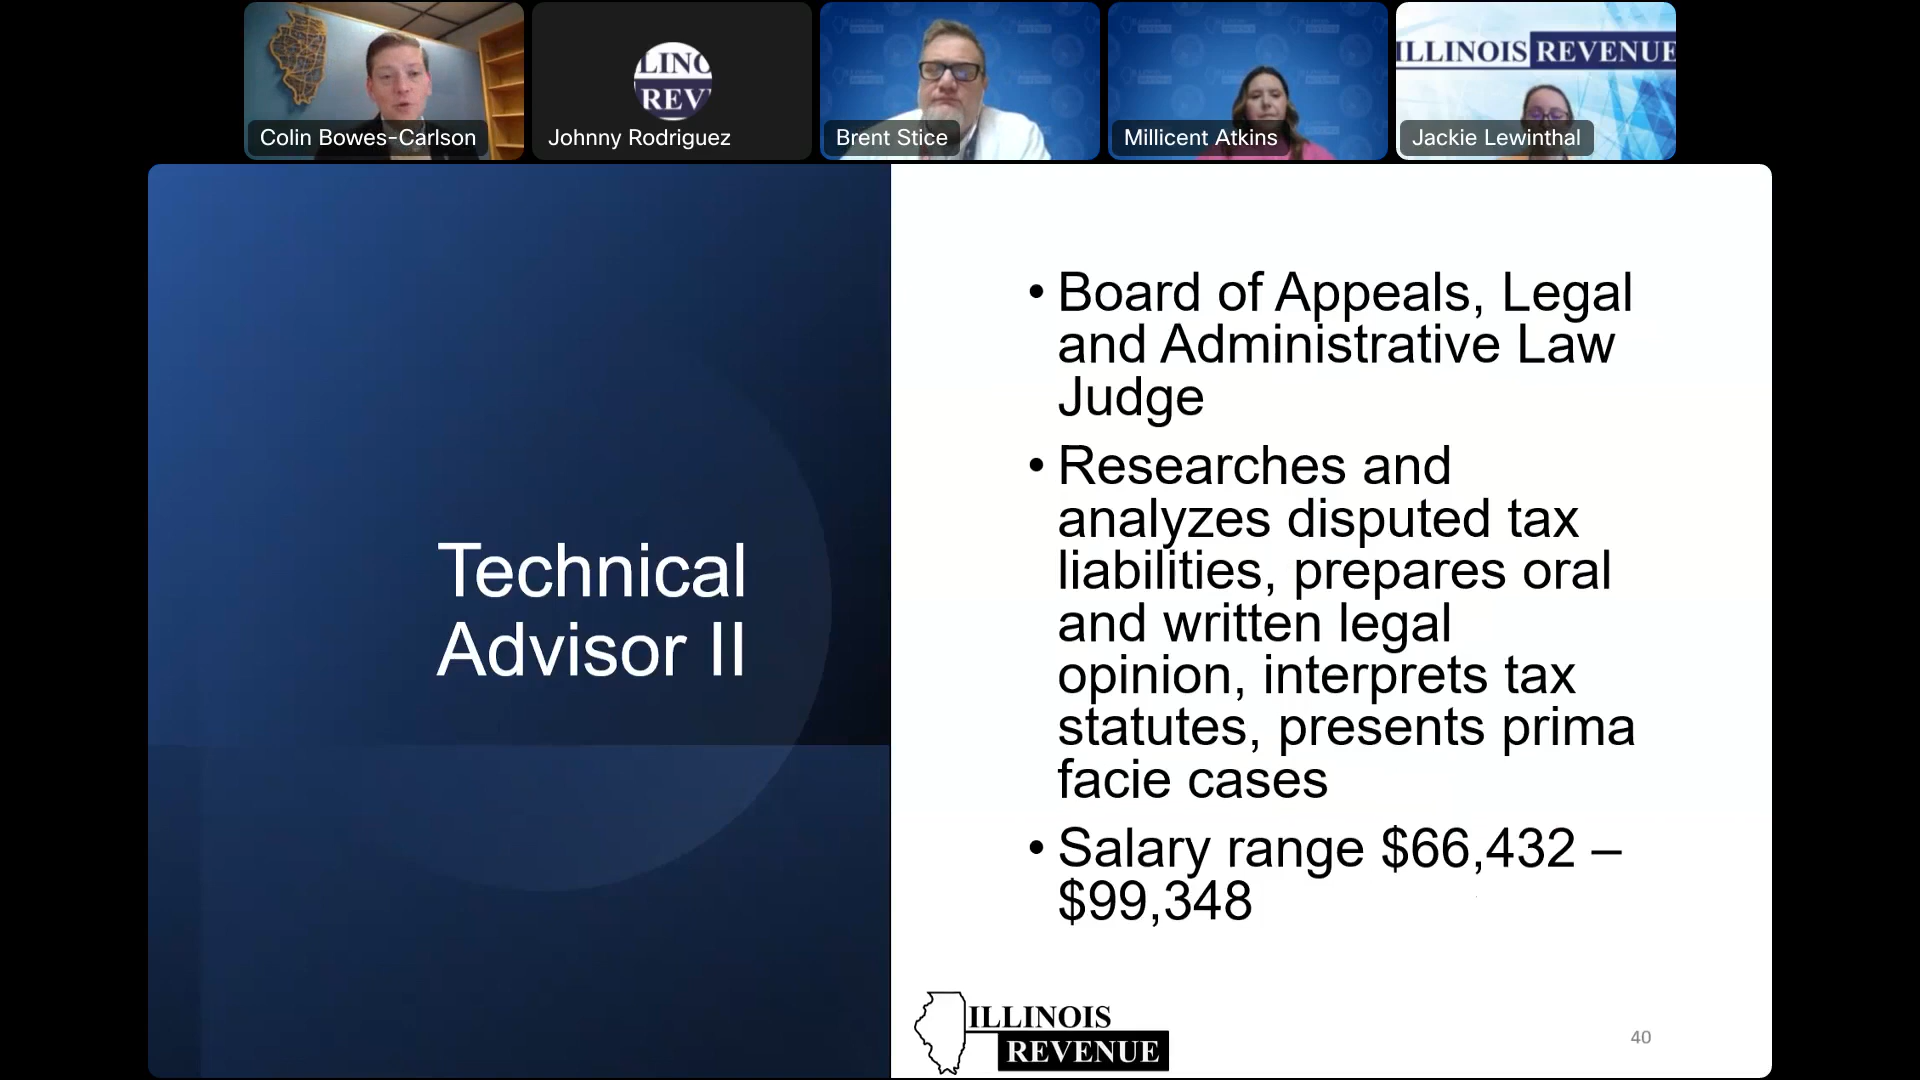 ILLINOIS REVENUE
Colin Bowes-Carlson
Johnny Rodriguez
Brent Stice
Millicent Atkins
Jackie Lewinthal
Technical
Advisor II
• Board of Appeals, Legal
and Administrative Law
Judge
• Researches and
analyzes disputed tax
liabilities, prepares oral
and written legal
opinion, interprets tax
statutes, presents prima
facie cases
• Salary range $66,432 –
$99,348
ILLINOIS
REVENUE
40